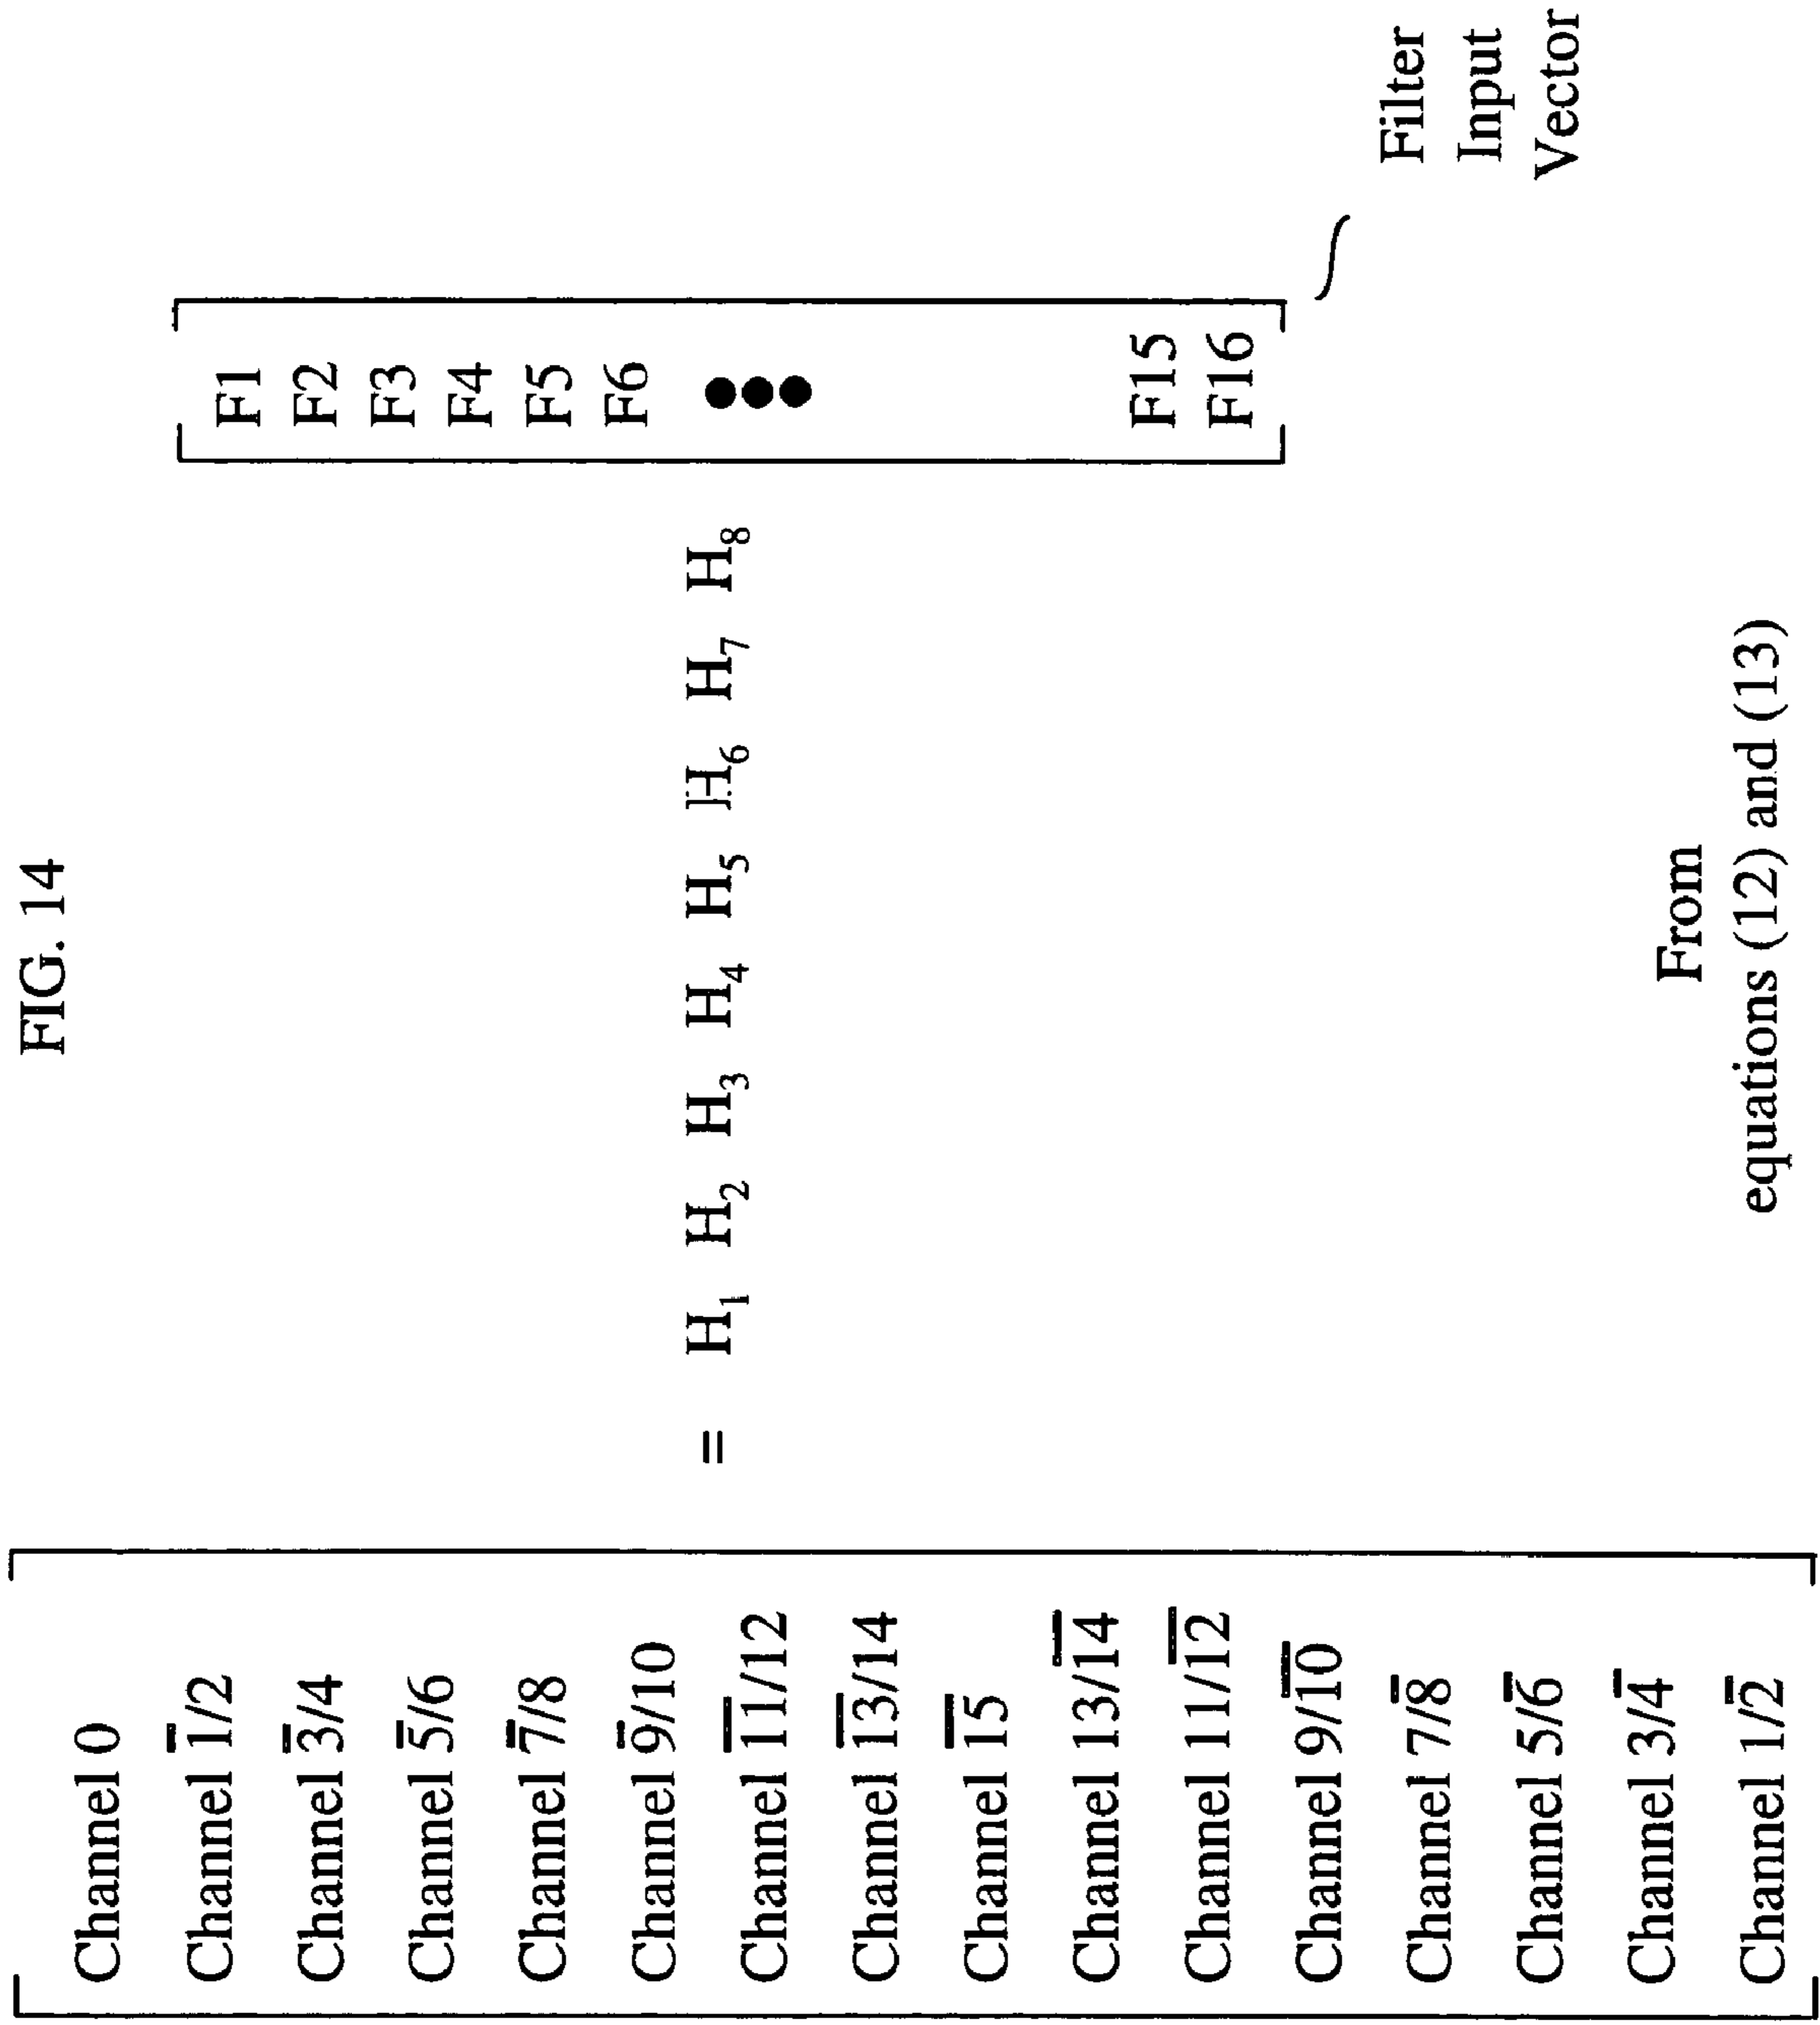 FIG. 14
Channel 0
Channel 1̅/2
Channel 3̅/4
Channel 5̅/6
Channel 7̅/8
Channel 9̅/10
Channel 1̅1̅/12
Channel 1̅3̅/14
Channel 1̅5̅
Channel 13/1̅4̅
Channel 11/1̅2̅
Channel 9/1̅0̅
Channel 7/8̅
Channel 5/6̅
Channel 3/4̅
Channel 1/2̅
= H₁ H₂ H₃ H₄ H₅ H₆ H₇ H₈
F1
F2
F3
F4
F5
F6
●●●
F15
F16
Filter
Input
Vector
From
equations (12) and (13)